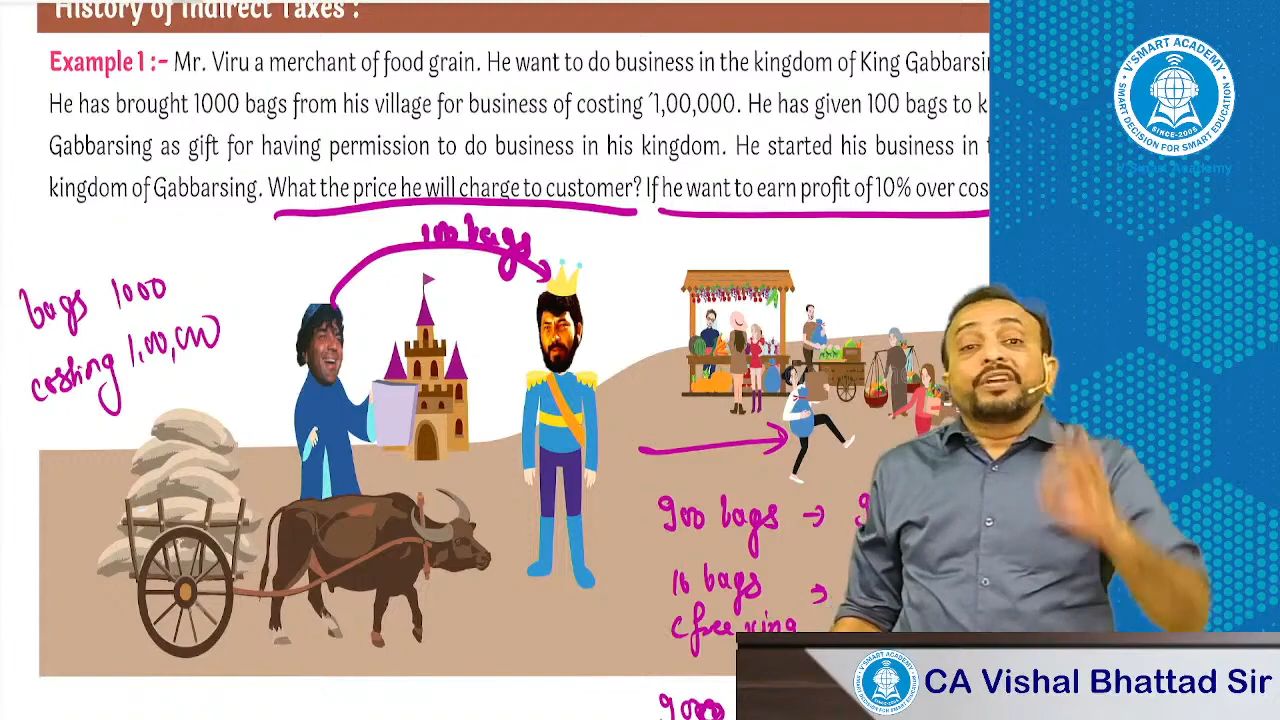 History of Indirect Taxes :
Example 1 :- Mr. Viru a merchant of food grain. He want to do business in the kingdom of King Gabbarsin
He has brought 1000 bags from his village for business of costing ´1,00,000. He has given 100 bags to k
Gabbarsing as gift for having permission to do business in his kingdom. He started his business in t
kingdom of Gabbarsing. What the price he will charge to customer? If he want to earn profit of 10% over cos
100 bags
bags 1000
costing 1,00,000
900 bags → 9
10 bags →
(free king
9000
V'SMART ACADEMY
SMART DECISION FOR SMART EDUCATION
SINCE-2005
V'Smart Academy
CA Vishal Bhattad Sir